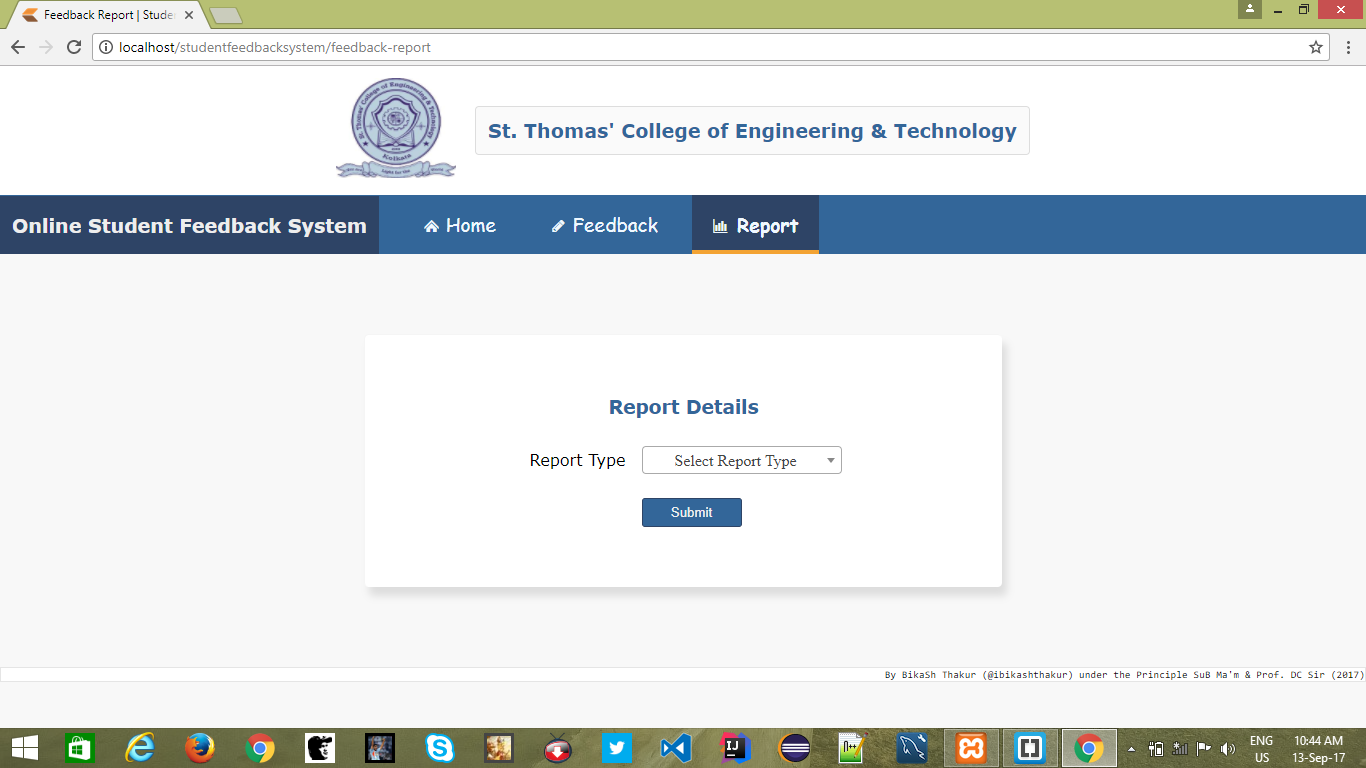 Feedback Report | Stude
localhost/studentfeedbacksystem/feedback-report
St. Thomas' College of Engineering & Technology
Kolkata
St. Thomas' College of Engineering & Technology
Online Student Feedback System
Home
Feedback
Report
Report Details
Report Type
Select Report Type
Submit
By BikaSh Thakur (@ibikashthakur) under the Principle SuB Ma'm & Prof. DC Sir (2017)
ENG
US
10:44 AM
13-Sep-17